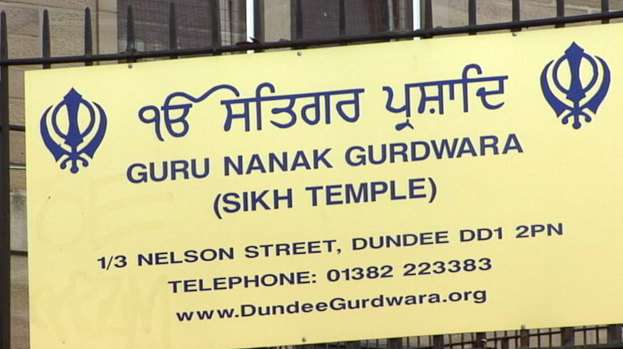 ੴ ਸਤਿਗਰ ਪ੍ਰਸ਼ਾਦਿ
GURU NANAK GURDWARA
(SIKH TEMPLE)
1/3 NELSON STREET, DUNDEE DD1 2PN
TELEPHONE: 01382 223383
www.DundeeGurdwara.org